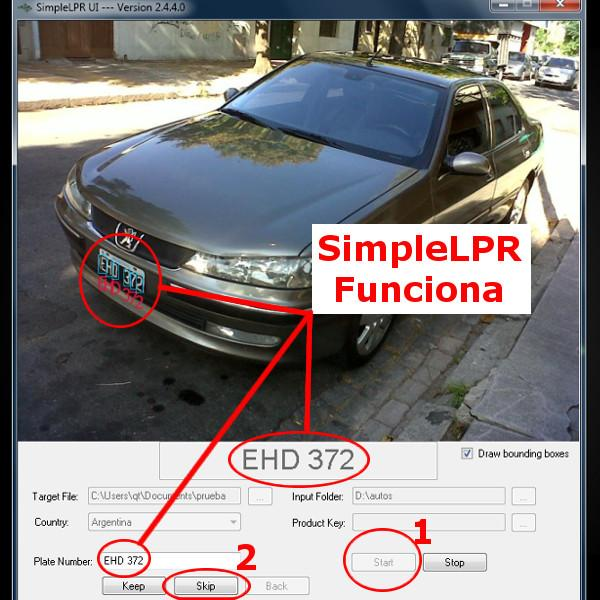 SimpleLPR UI --- Version 2.4.4.0
SimpleLPR
Funciona
EHD 372
EHD 372
EHD 372
Draw bounding boxes
Target File: C:\Users\qt\Documents\prueba ... Input Folder: D:\autos ...
Country: Argentina Product Key: ...
1
Plate Number: EHD 372 2 Start Stop
Keep Skip Back